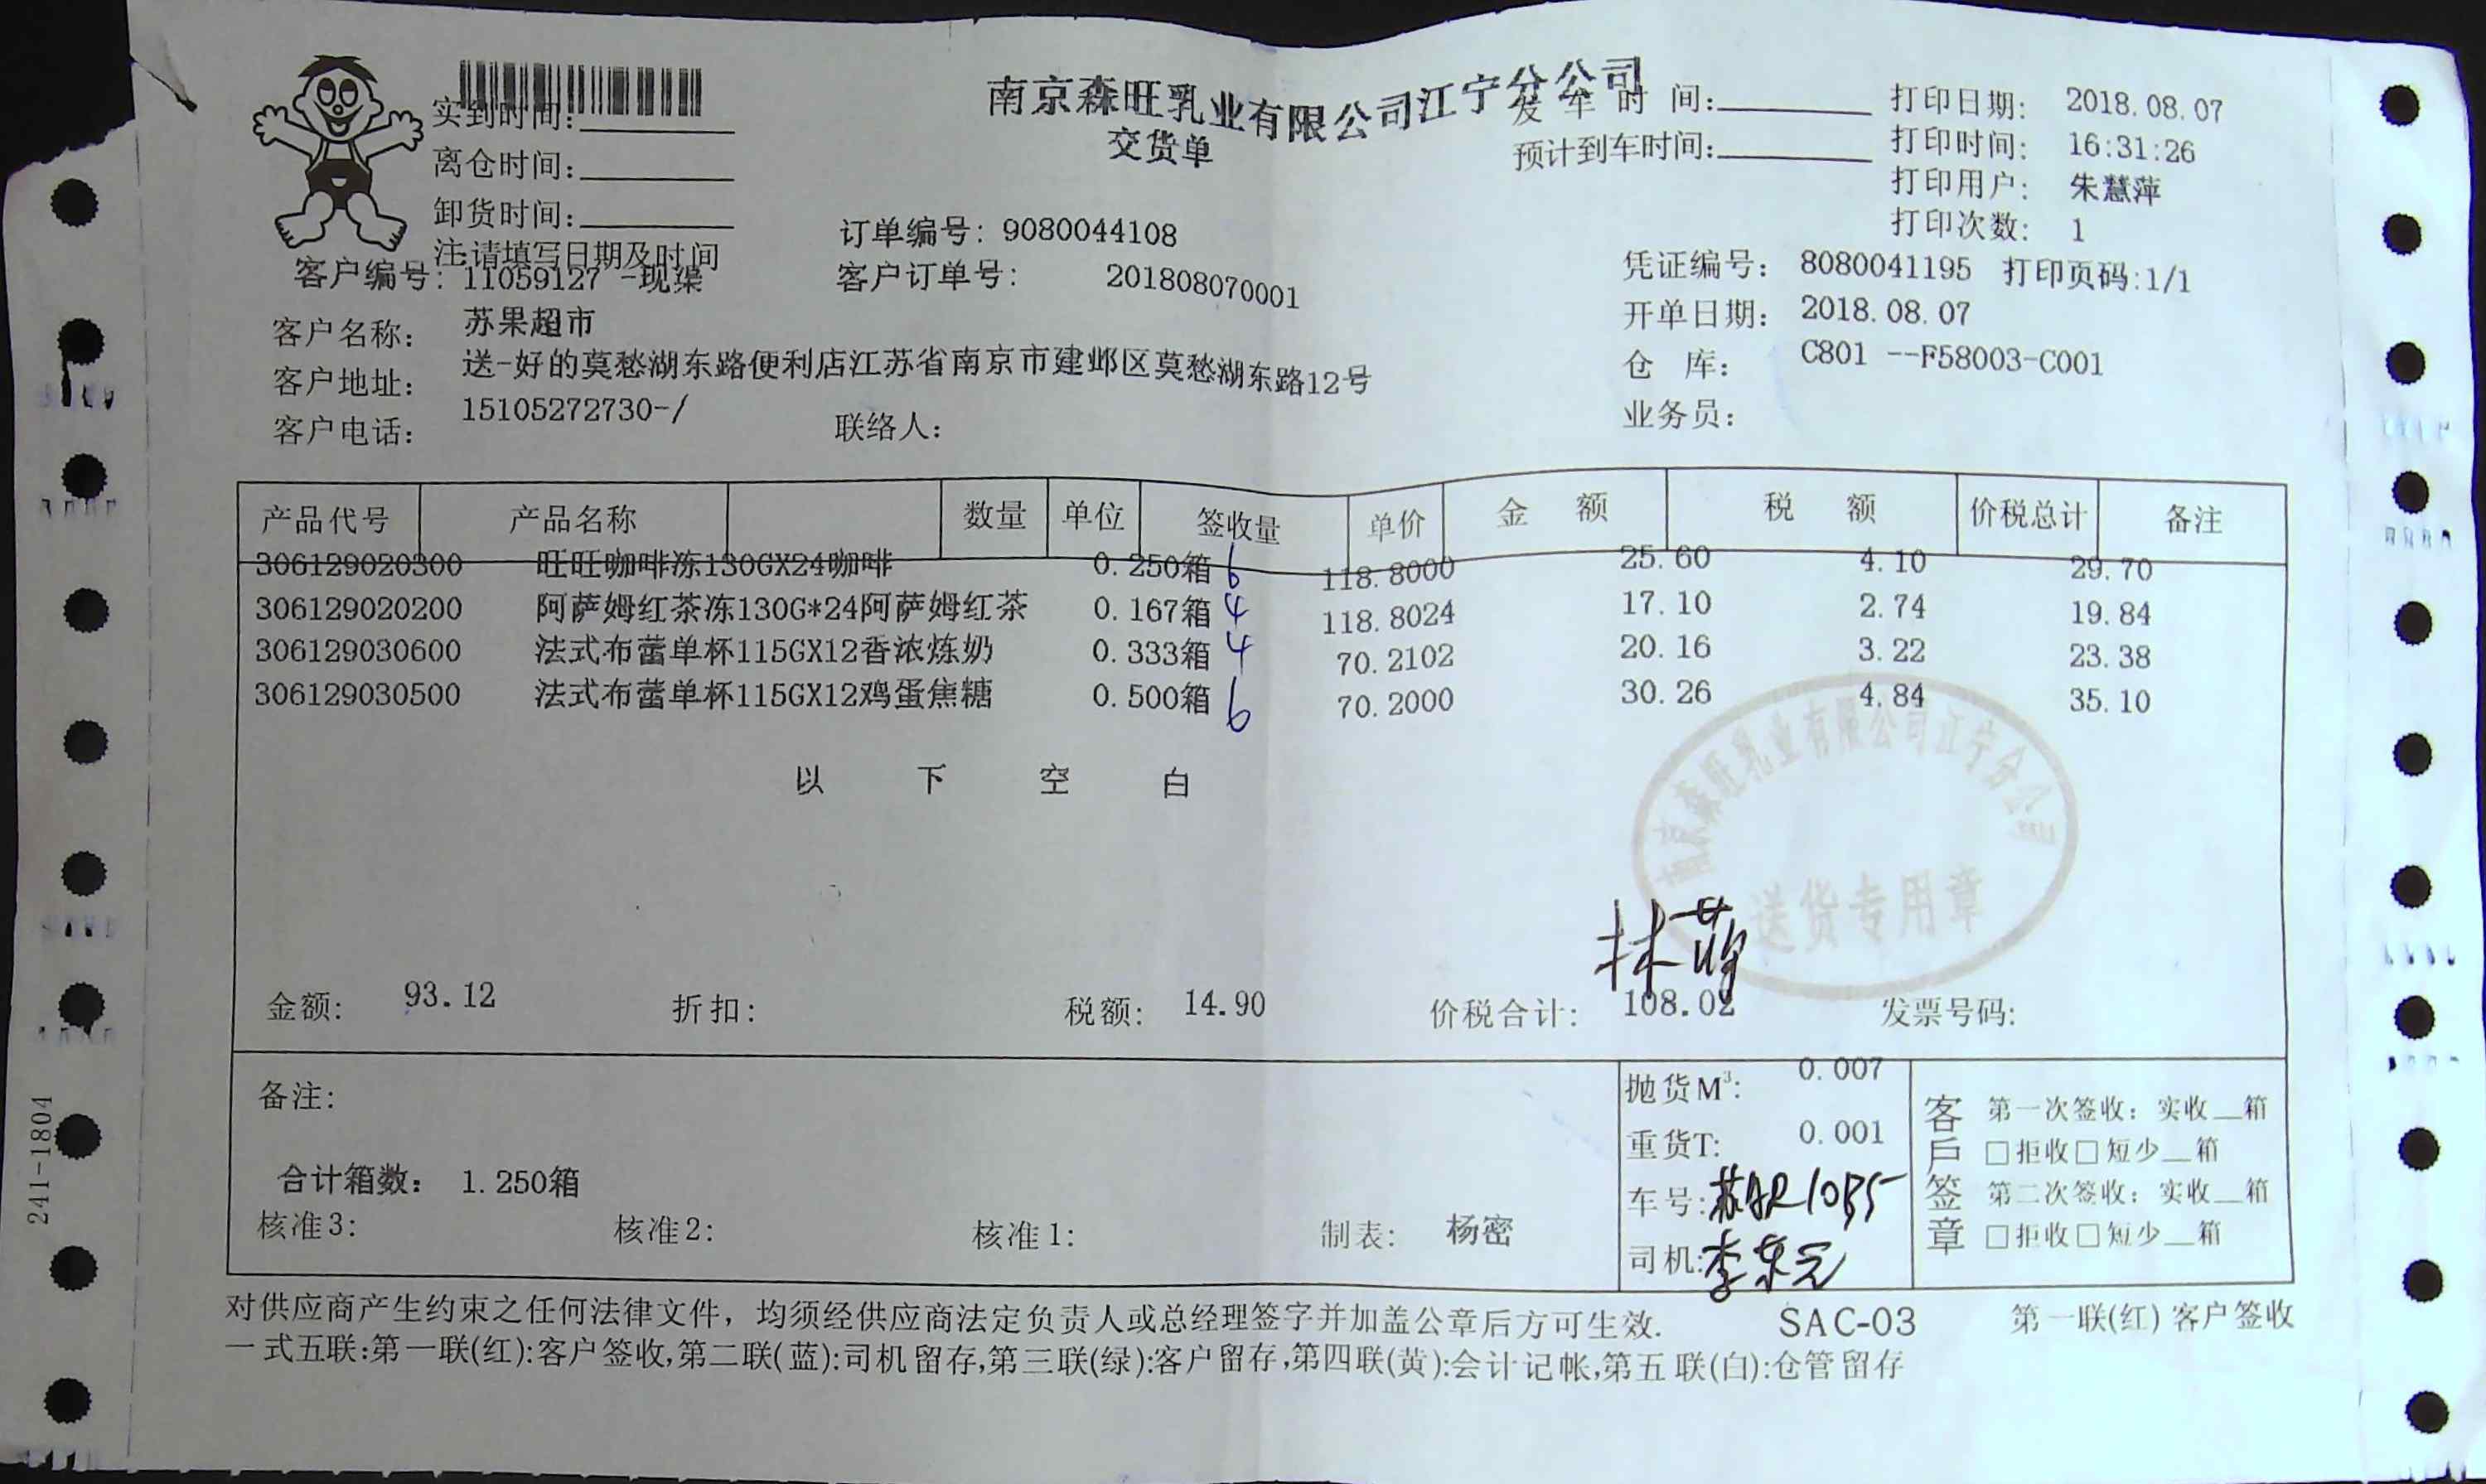 南京森旺乳业有限公司江宁分公司
交货单
实到时间:
离仓时间:
卸货时间:
注:请填写日期及时间
发 车 时 间:
预计到车时间:
打印日期: 2018.08.07
打印时间: 16:31:26
打印用户: 朱慧萍
打印次数: 1
订单编号: 9080044108
客户编号: 11059127 -现渠
客户订单号: 201808070001
凭证编号: 8080041195 打印页码:1/1
客户名称: 苏果超市
开单日期: 2018.08.07
客户地址: 送-好的莫愁湖东路便利店江苏省南京市建邺区莫愁湖东路12号
仓 库: C801 --F58003-C001
客户电话: 15105272730-/
联络人:
业务员:
产品代号 产品名称 数量 单位 签收量 单价 金 额 税 额 价税总计 备注
306129020300 旺旺咖啡冻130GX24咖啡 0.250箱 6 118.8000 25.60 4.10 29.70
306129020200 阿萨姆红茶冻130G*24阿萨姆红茶 0.167箱 4 118.8024 17.10 2.74 19.84
306129030600 法式布蕾单杯115GX12香浓炼奶 0.333箱 4 70.2102 20.16 3.22 23.38
306129030500 法式布蕾单杯115GX12鸡蛋焦糖 0.500箱 6 70.2000 30.26 4.84 35.10
以 下 空 白
南京森旺乳业有限公司江宁分公司
送货专用章
金额: 93.12 折扣: 税额: 14.90 价税合计: 108.02 发票号码:
备注:
合计箱数: 1.250箱
核准3: 核准2: 核准1: 制表: 杨密
抛货M³: 0.007
重货T: 0.001
车号:
司机:
客戶签章
第一次签收: 实收__箱
□拒收□短少__箱
第二次签收: 实收__箱
□拒收□短少__箱
对供应商产生约束之任何法律文件，均须经供应商法定负责人或总经理签字并加盖公章后方可生效. SAC-03 第一联(红) 客户签收
一式五联:第一联(红):客户签收,第二联(蓝):司机留存,第三联(绿):客户留存,第四联(黄):会计记帐,第五联(白):仓管留存
241-1804